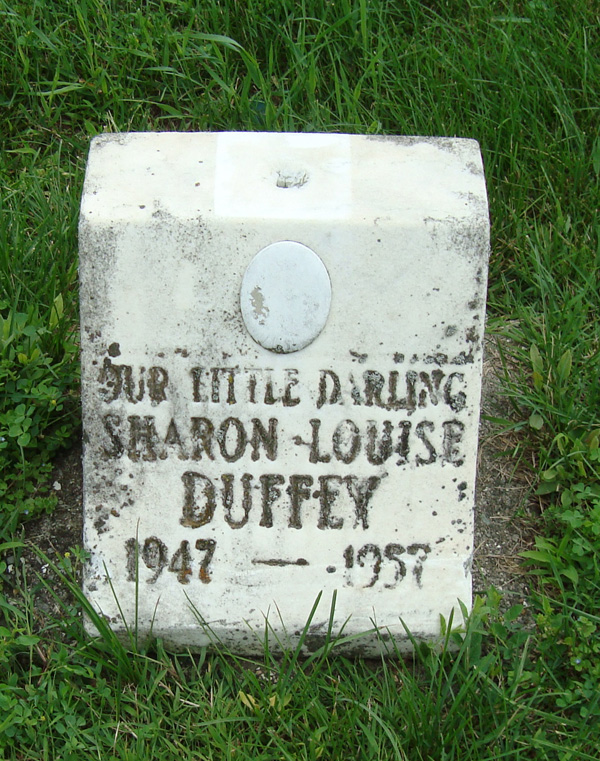 OUR LITTLE DARLING
SHARON LOUISE
DUFFEY
1947 — 1957